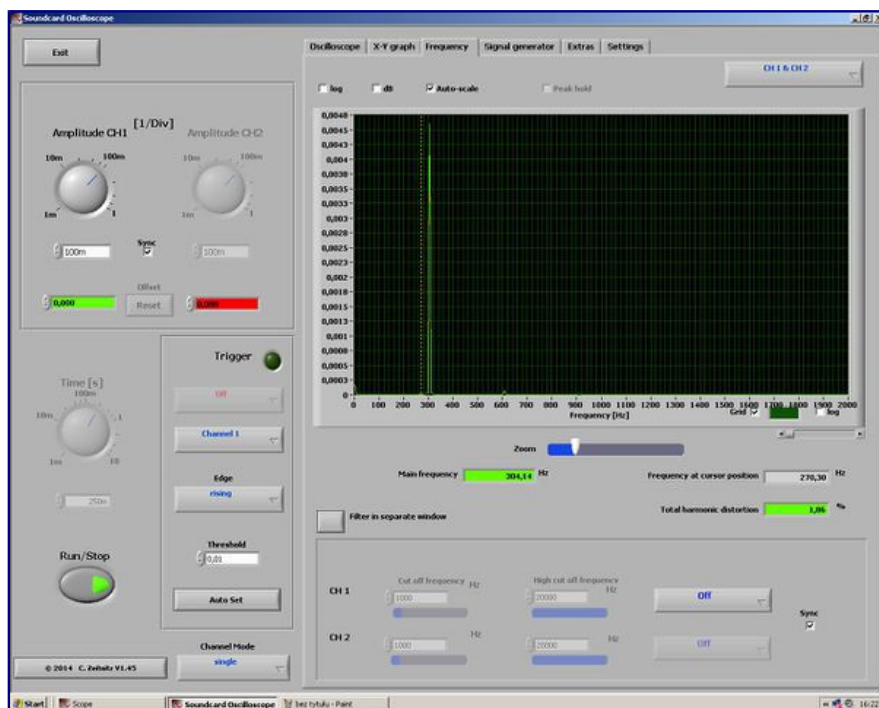 Soundcard Oscilloscope
Exit
Oscilloscope X-Y graph Frequency Signal generator Extras Settings
CH 1 & CH 2
log dB Auto-scale Peak hold
[1/Div]
Amplitude CH1 Amplitude CH2
10m 100m 10m 100m
1m 1 1m 1
Sync
100m 100m
Offset
0,000 Reset 0,000
0,0048
0,0045
0,0043
0,004
0,0038
0,0035
0,0033
0,003
0,0028
0,0025
0,0023
0,002
0,0018
0,0015
0,0013
0,001
0,0008
0,0005
0,0003
0
0 100 200 300 400 500 600 700 800 900 1000 1100 1200 1300 1400 1500 1600 1700 1800 1900 2000
Frequency [Hz]
Grid log
Zoom
Main frequency 304,14 Hz
Frequency at cursor position 270,30 Hz
Total harmonic distortion 1,06 %
Filter in separate window
Trigger
Off
Channel 1
Edge
rising
Threshold
0,01
Auto Set
Time [s]
100m
10m 1
1m 10
250m
Run/Stop
Channel Mode
single
© 2014 C. Zeitnitz V1.45
Cut off frequency Hz High cut off frequency Hz
CH 1 1000 20000 Off
Sync
CH 2 1000 Hz 20000 Hz Off
Start Scope Soundcard Oscilloscope bez tytułu - Paint 16:22